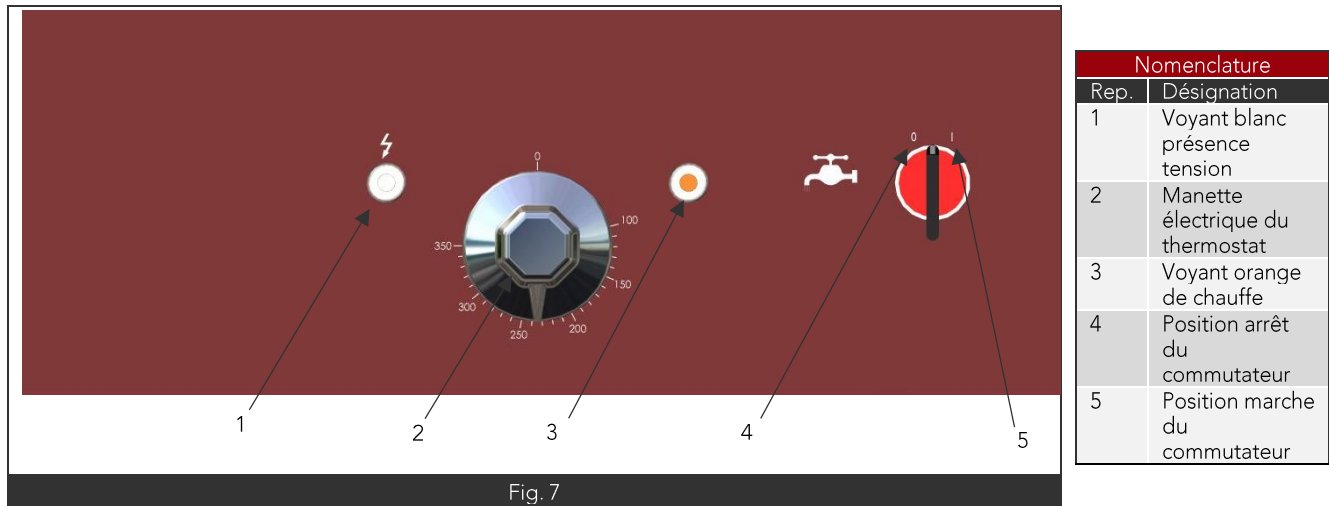 0 1
0
100
350
150
300
200
250
1
2
3
4
5
Fig. 7
Nomenclature
Rep. Désignation
1 Voyant blanc
présence
tension
2 Manette
électrique du
thermostat
3 Voyant orange
de chauffe
4 Position arrêt
du
commutateur
5 Position marche
du
commutateur